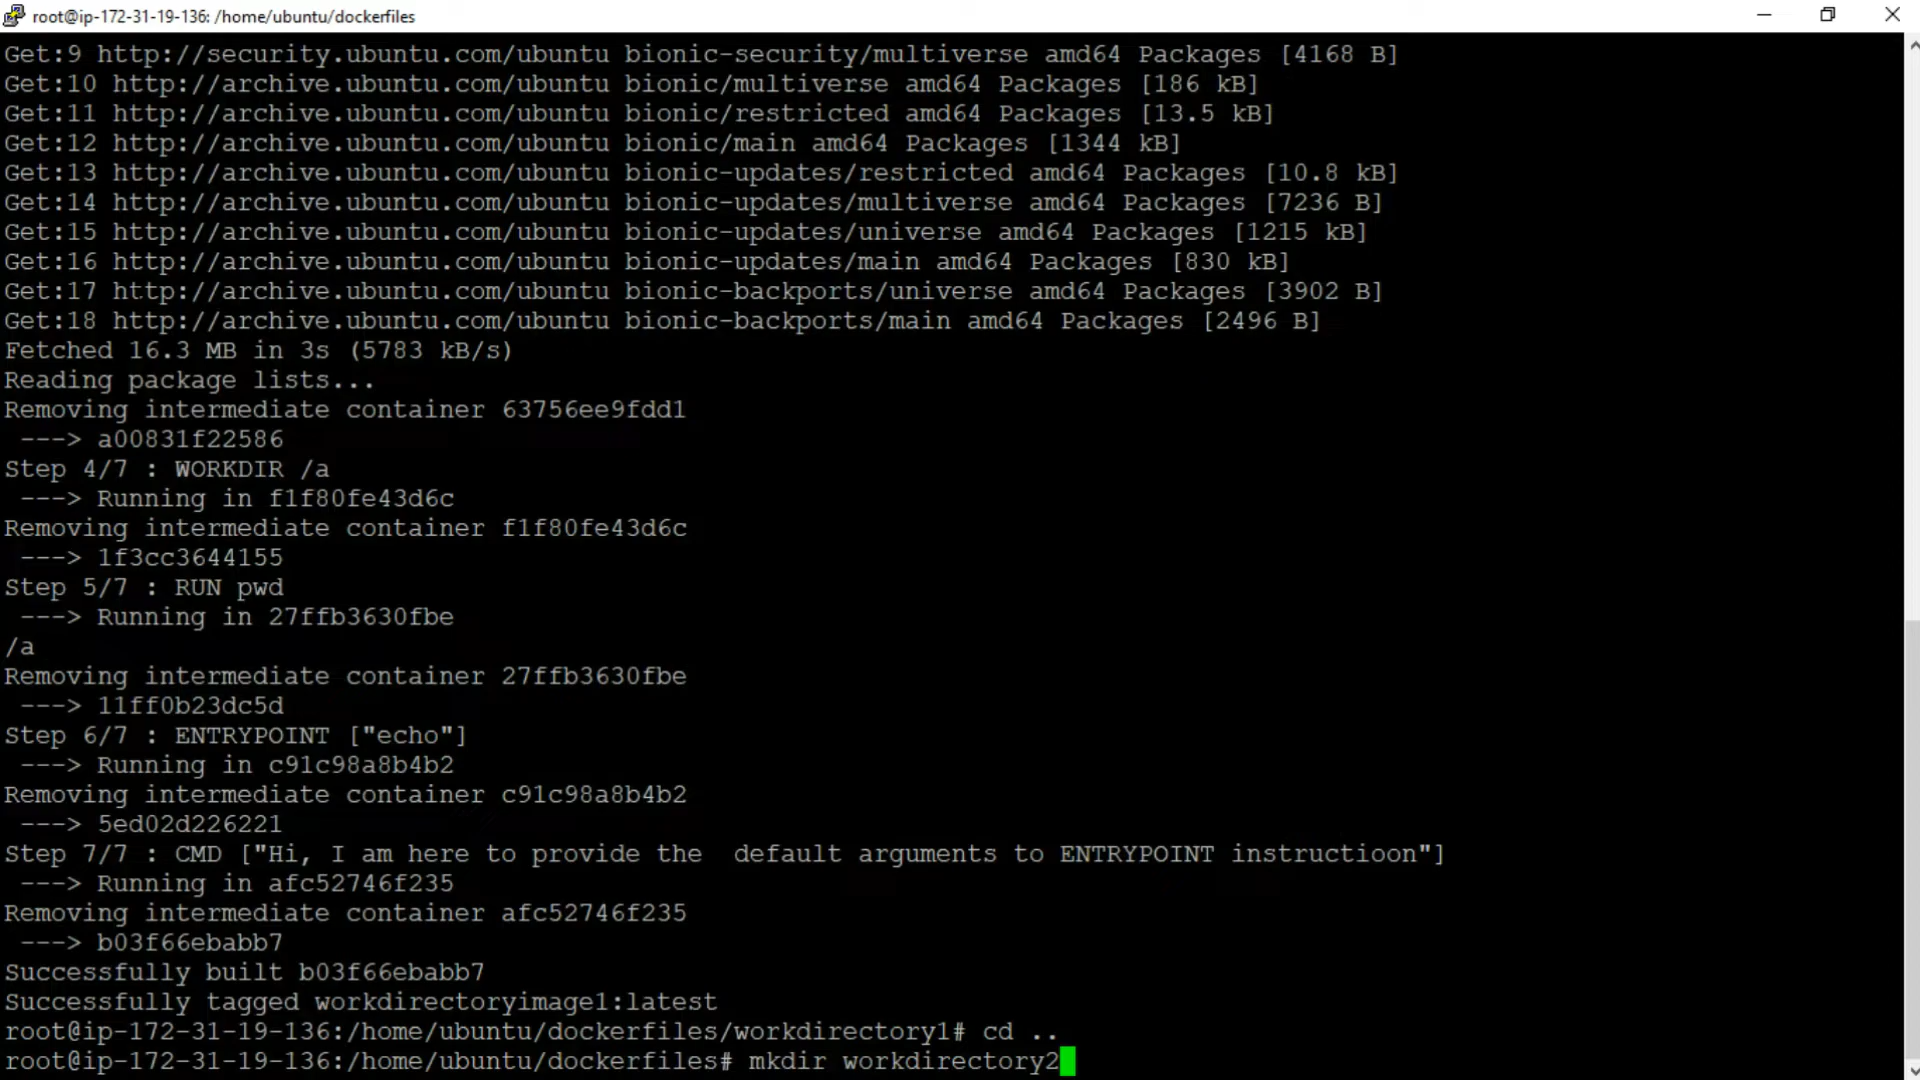 root@ip-172-31-19-136: /home/ubuntu/dockerfiles
Get:9 http://security.ubuntu.com/ubuntu bionic-security/multiverse amd64 Packages [4168 B]
Get:10 http://archive.ubuntu.com/ubuntu bionic/multiverse amd64 Packages [186 kB]
Get:11 http://archive.ubuntu.com/ubuntu bionic/restricted amd64 Packages [13.5 kB]
Get:12 http://archive.ubuntu.com/ubuntu bionic/main amd64 Packages [1344 kB]
Get:13 http://archive.ubuntu.com/ubuntu bionic-updates/restricted amd64 Packages [10.8 kB]
Get:14 http://archive.ubuntu.com/ubuntu bionic-updates/multiverse amd64 Packages [7236 B]
Get:15 http://archive.ubuntu.com/ubuntu bionic-updates/universe amd64 Packages [1215 kB]
Get:16 http://archive.ubuntu.com/ubuntu bionic-updates/main amd64 Packages [830 kB]
Get:17 http://archive.ubuntu.com/ubuntu bionic-backports/universe amd64 Packages [3902 B]
Get:18 http://archive.ubuntu.com/ubuntu bionic-backports/main amd64 Packages [2496 B]
Fetched 16.3 MB in 3s (5783 kB/s)
Reading package lists...
Removing intermediate container 63756ee9fdd1
 ---> a00831f22586
Step 4/7 : WORKDIR /a
 ---> Running in f1f80fe43d6c
Removing intermediate container f1f80fe43d6c
 ---> 1f3cc3644155
Step 5/7 : RUN pwd
 ---> Running in 27ffb3630fbe
/a
Removing intermediate container 27ffb3630fbe
 ---> 11ff0b23dc5d
Step 6/7 : ENTRYPOINT ["echo"]
 ---> Running in c91c98a8b4b2
Removing intermediate container c91c98a8b4b2
 ---> 5ed02d226221
Step 7/7 : CMD ["Hi, I am here to provide the  default arguments to ENTRYPOINT instructioon"]
 ---> Running in afc52746f235
Removing intermediate container afc52746f235
 ---> b03f66ebabb7
Successfully built b03f66ebabb7
Successfully tagged workdirectoryimage1:latest
root@ip-172-31-19-136:/home/ubuntu/dockerfiles/workdirectory1# cd ..
root@ip-172-31-19-136:/home/ubuntu/dockerfiles# mkdir workdirectory2